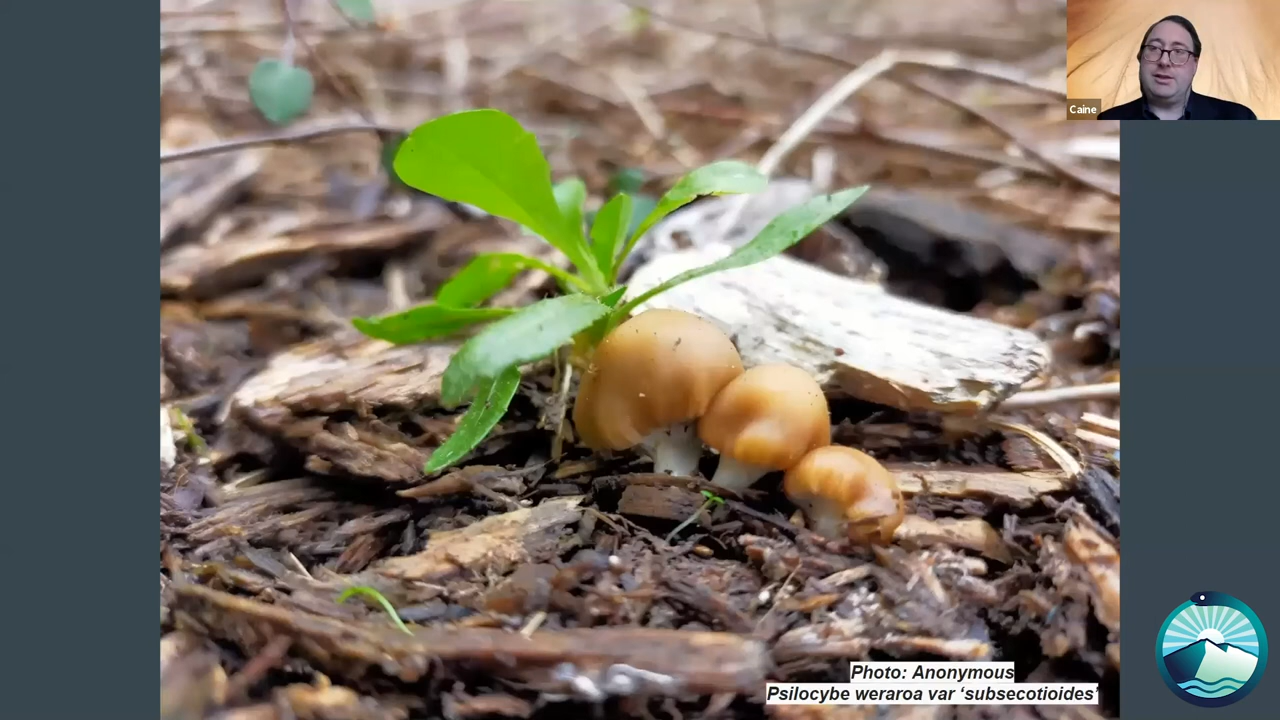 Caine
Photo: Anonymous
Psilocybe weraroa var ‘subsecotioides’